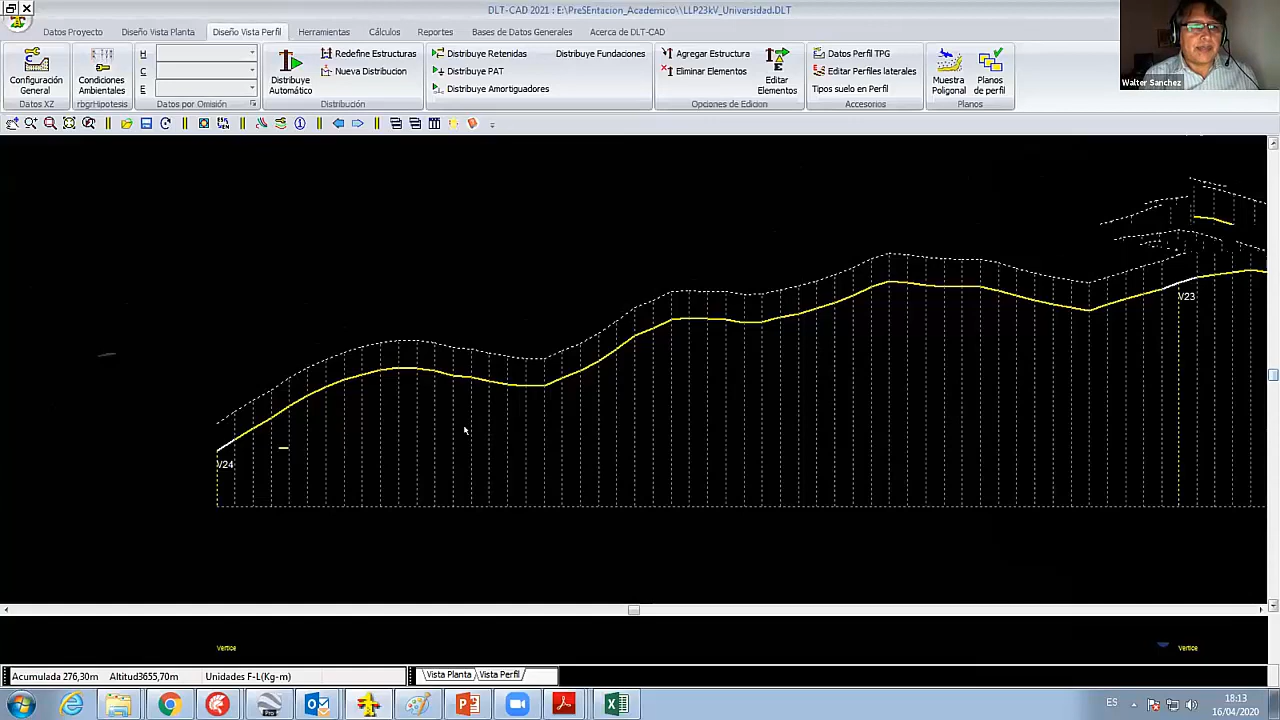 DLT-CAD 2021 : E:\PreSEntacion_Academico\\LLP23kV_Universidad.DLT
Datos Proyecto
Diseño Vista Planta
Diseño Vista Perfil
Herramientas
Cálculos
Reportes
Bases de Datos Generales
Acerca de DLT-CAD
Configuración
General
Datos XZ
Condiciones
Ambientales
rbgrHipotesis
H
C
E
Datos por Omisión
Distribuye
Automático
Redefine Estructuras
Nueva Distribucion
Distribución
Distribuye Retenidas
Distribuye PAT
Distribuye Amortiguadores
Distribuye Fundaciones
Agregar Estructura
Eliminar Elementos
Editar
Elementos
Opciones de Edicion
Datos Perfil TPG
Editar Perfiles laterales
Tipos suelo en Perfil
Accesorios
Muestra
Poligonal
Planos
de perfil
Planos
Walter Sanchez
V23
V24
Vertice
Vertice
Acumulada 276,30m
Altitud3655,70m
Unidades F-L(Kg-m)
Vista Planta
Vista Perfil
Pro
ES
18:13
16/04/2020